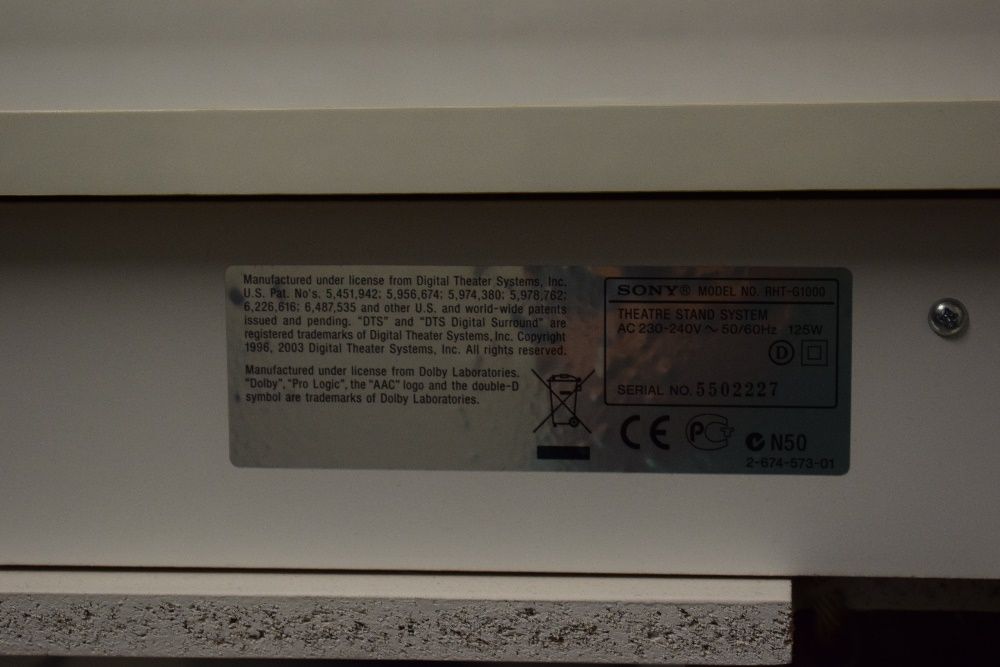 Manufactured under license from Digital Theater Systems, Inc.
U.S. Pat. No's. 5,451,942; 5,956,674; 5,974,380; 5,978,762;
6,226,616; 6,487,535 and other U.S. and world-wide patents
issued and pending. "DTS" and "DTS Digital Surround" are
registered trademarks of Digital Theater Systems, Inc. Copyright
1996, 2003 Digital Theater Systems, Inc. All rights reserved.
Manufactured under license from Dolby Laboratories.
"Dolby", "Pro Logic", the "AAC" logo and the double-D
symbol are trademarks of Dolby Laboratories.
SONY® MODEL NO. RHT-G1000
THEATRE STAND SYSTEM
AC 230-240V ~ 50/60Hz 125W
D
SERIAL NO. 5502227
CE PCT N50
2-674-573-01